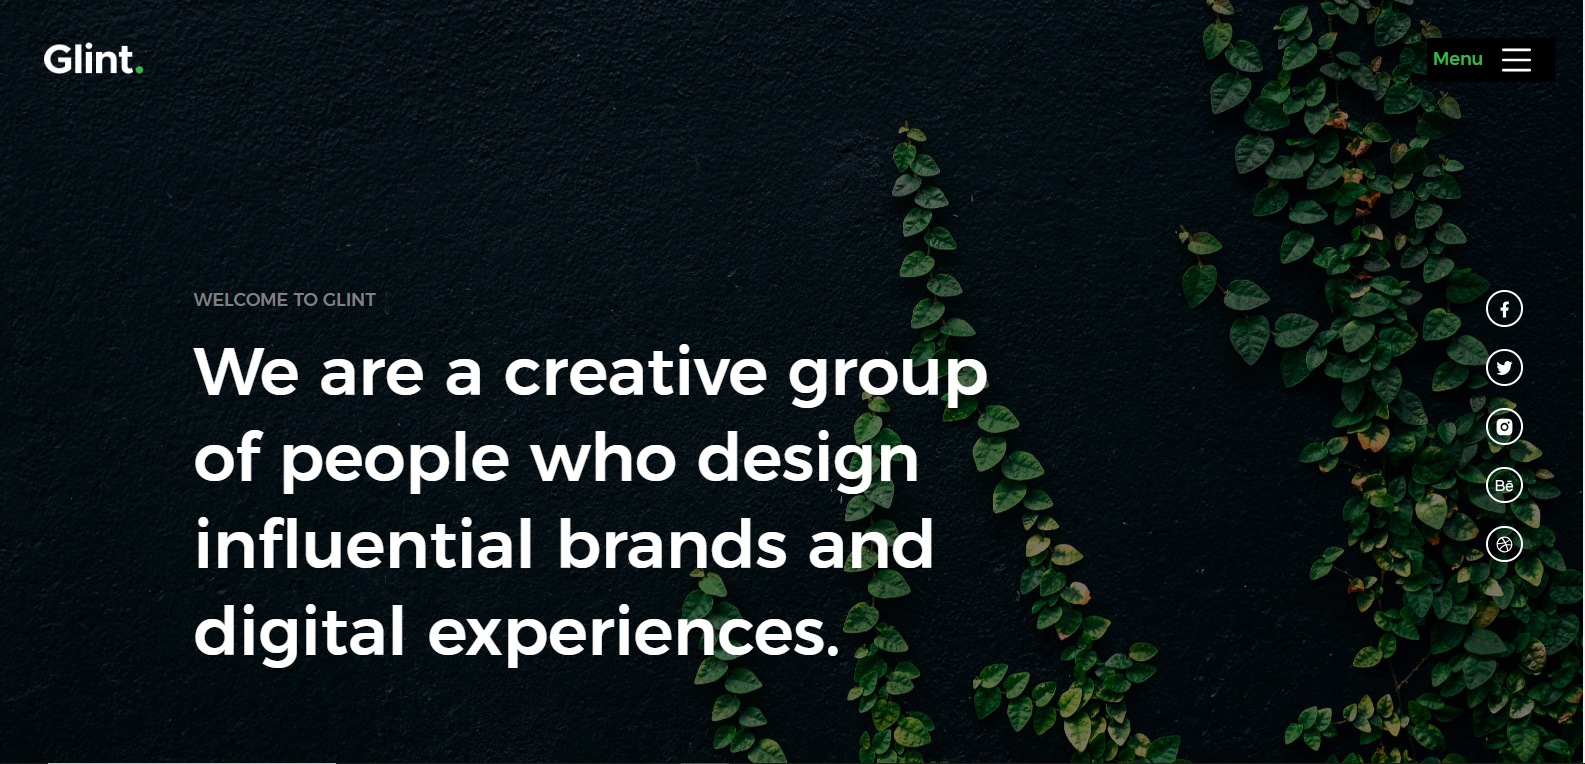 Glint.
Menu
WELCOME TO GLINT
We are a creative group
of people who design
influential brands and
digital experiences.
Bē